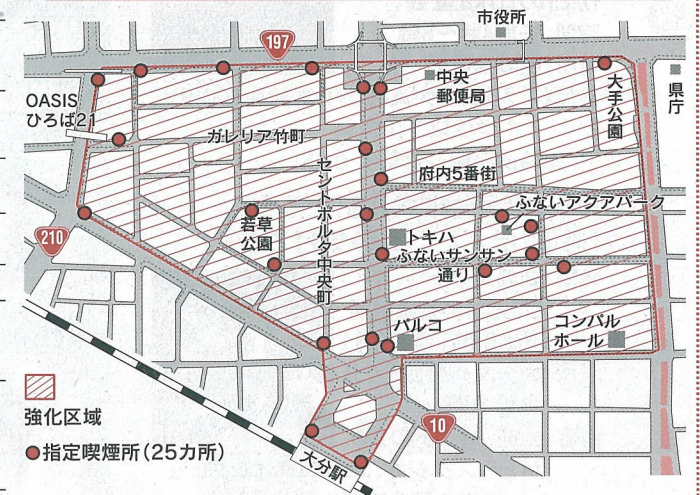 市役所
197
中央
郵便局
大手公園
県庁
OASIS
ひろば21
ガレリア竹町
府内5番街
セントポルタ中央町
ふないアクアパーク
若草
公園
210
トキハ
ふないサンサン
通り
パルコ
コンパル
ホール
強化区域
10
指定喫煙所（25カ所）
大分駅